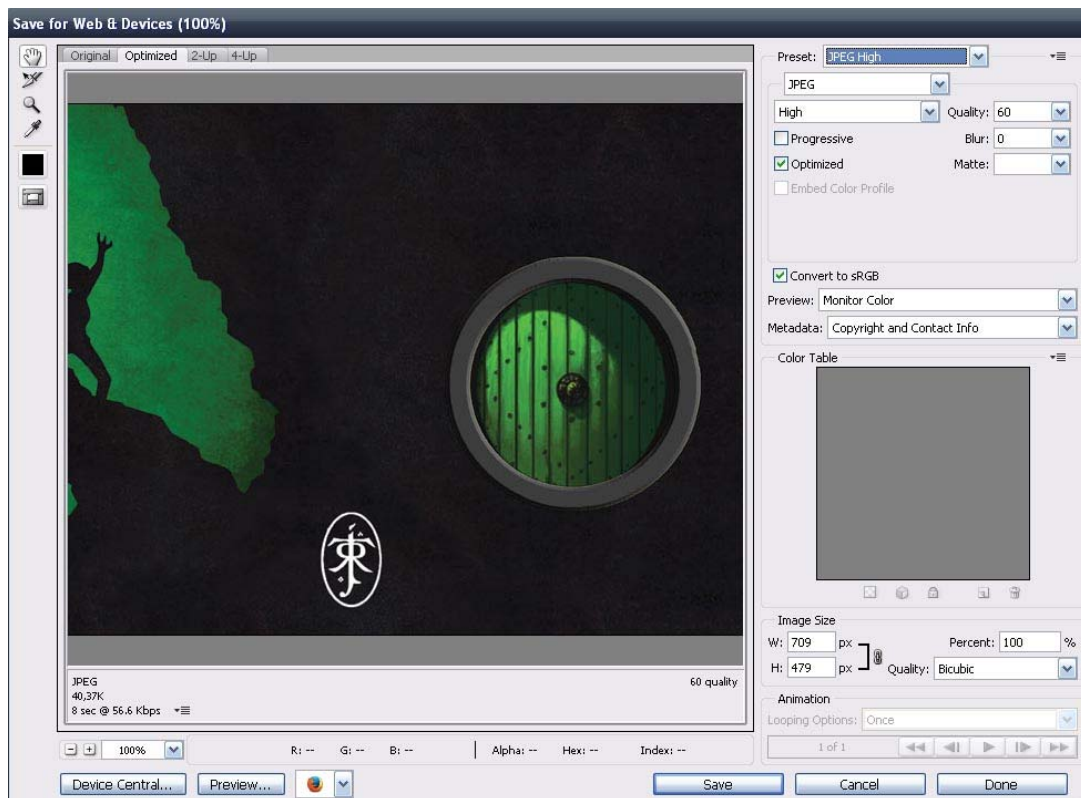 Save for Web & Devices (100%)
Original Optimized 2-Up 4-Up
Preset: JPEG High
JPEG
High Quality: 60
Progressive Blur: 0
Optimized Matte:
Embed Color Profile
Convert to sRGB
Preview: Monitor Color
Metadata: Copyright and Contact Info
Color Table
Image Size
W: 709 px Percent: 100 %
H: 479 px Quality: Bicubic
JPEG 60 quality
40,37K
8 sec @ 56.6 Kbps
Animation
Looping Options: Once
1 of 1
100% R: -- G: -- B: -- Alpha: -- Hex: -- Index: --
Device Central... Preview... Save Cancel Done